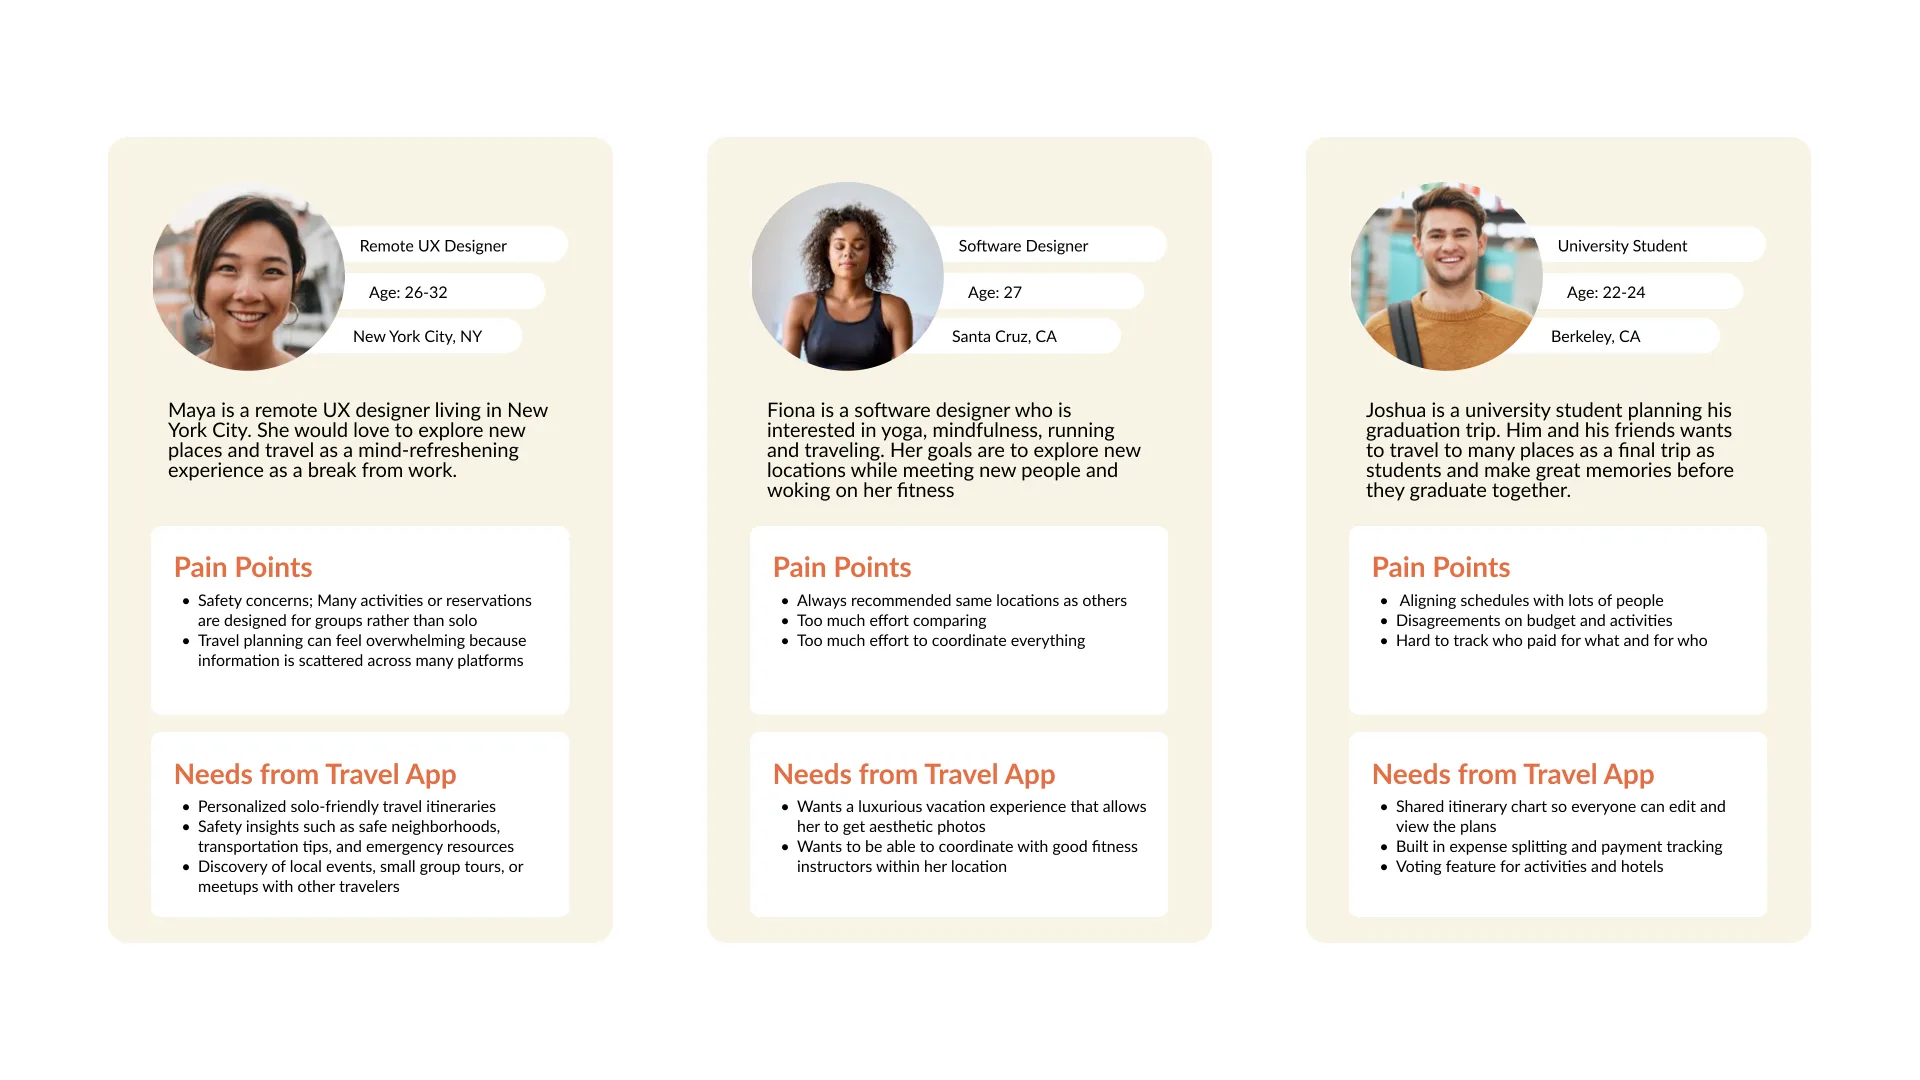 Remote UX Designer
Age: 26-32
New York City, NY
Maya is a remote UX designer living in New
York City. She would love to explore new
places and travel as a mind-refreshing
experience as a break from work.
Pain Points
• Safety concerns; Many activities or reservations
are designed for groups rather than solo
• Travel planning can feel overwhelming because
information is scattered across many platforms
Needs from Travel App
• Personalized solo-friendly travel itineraries
• Safety insights such as safe neighborhoods,
transportation tips, and emergency resources
• Discovery of local events, small group tours, or
meetups with other travelers
Software Designer
Age: 27
Santa Cruz, CA
Fiona is a software designer who is
interested in yoga, mindfulness, running
and traveling. Her goals are to explore new
locations while meeting new people and
woking on her fitness
Pain Points
• Always recommended same locations as others
• Too much effort comparing
• Too much effort to coordinate everything
Needs from Travel App
• Wants a luxurious vacation experience that allows
her to get aesthetic photos
• Wants to be able to coordinate with good fitness
instructors within her location
University Student
Age: 22-24
Berkeley, CA
Joshua is a university student planning his
graduation trip. Him and his friends wants
to travel to many places as a final trip as
students and make great memories before
they graduate together.
Pain Points
• Aligning schedules with lots of people
• Disagreements on budget and activities
• Hard to track who paid for what and for who
Needs from Travel App
• Shared itinerary chart so everyone can edit and
view the plans
• Built in expense splitting and payment tracking
• Voting feature for activities and hotels